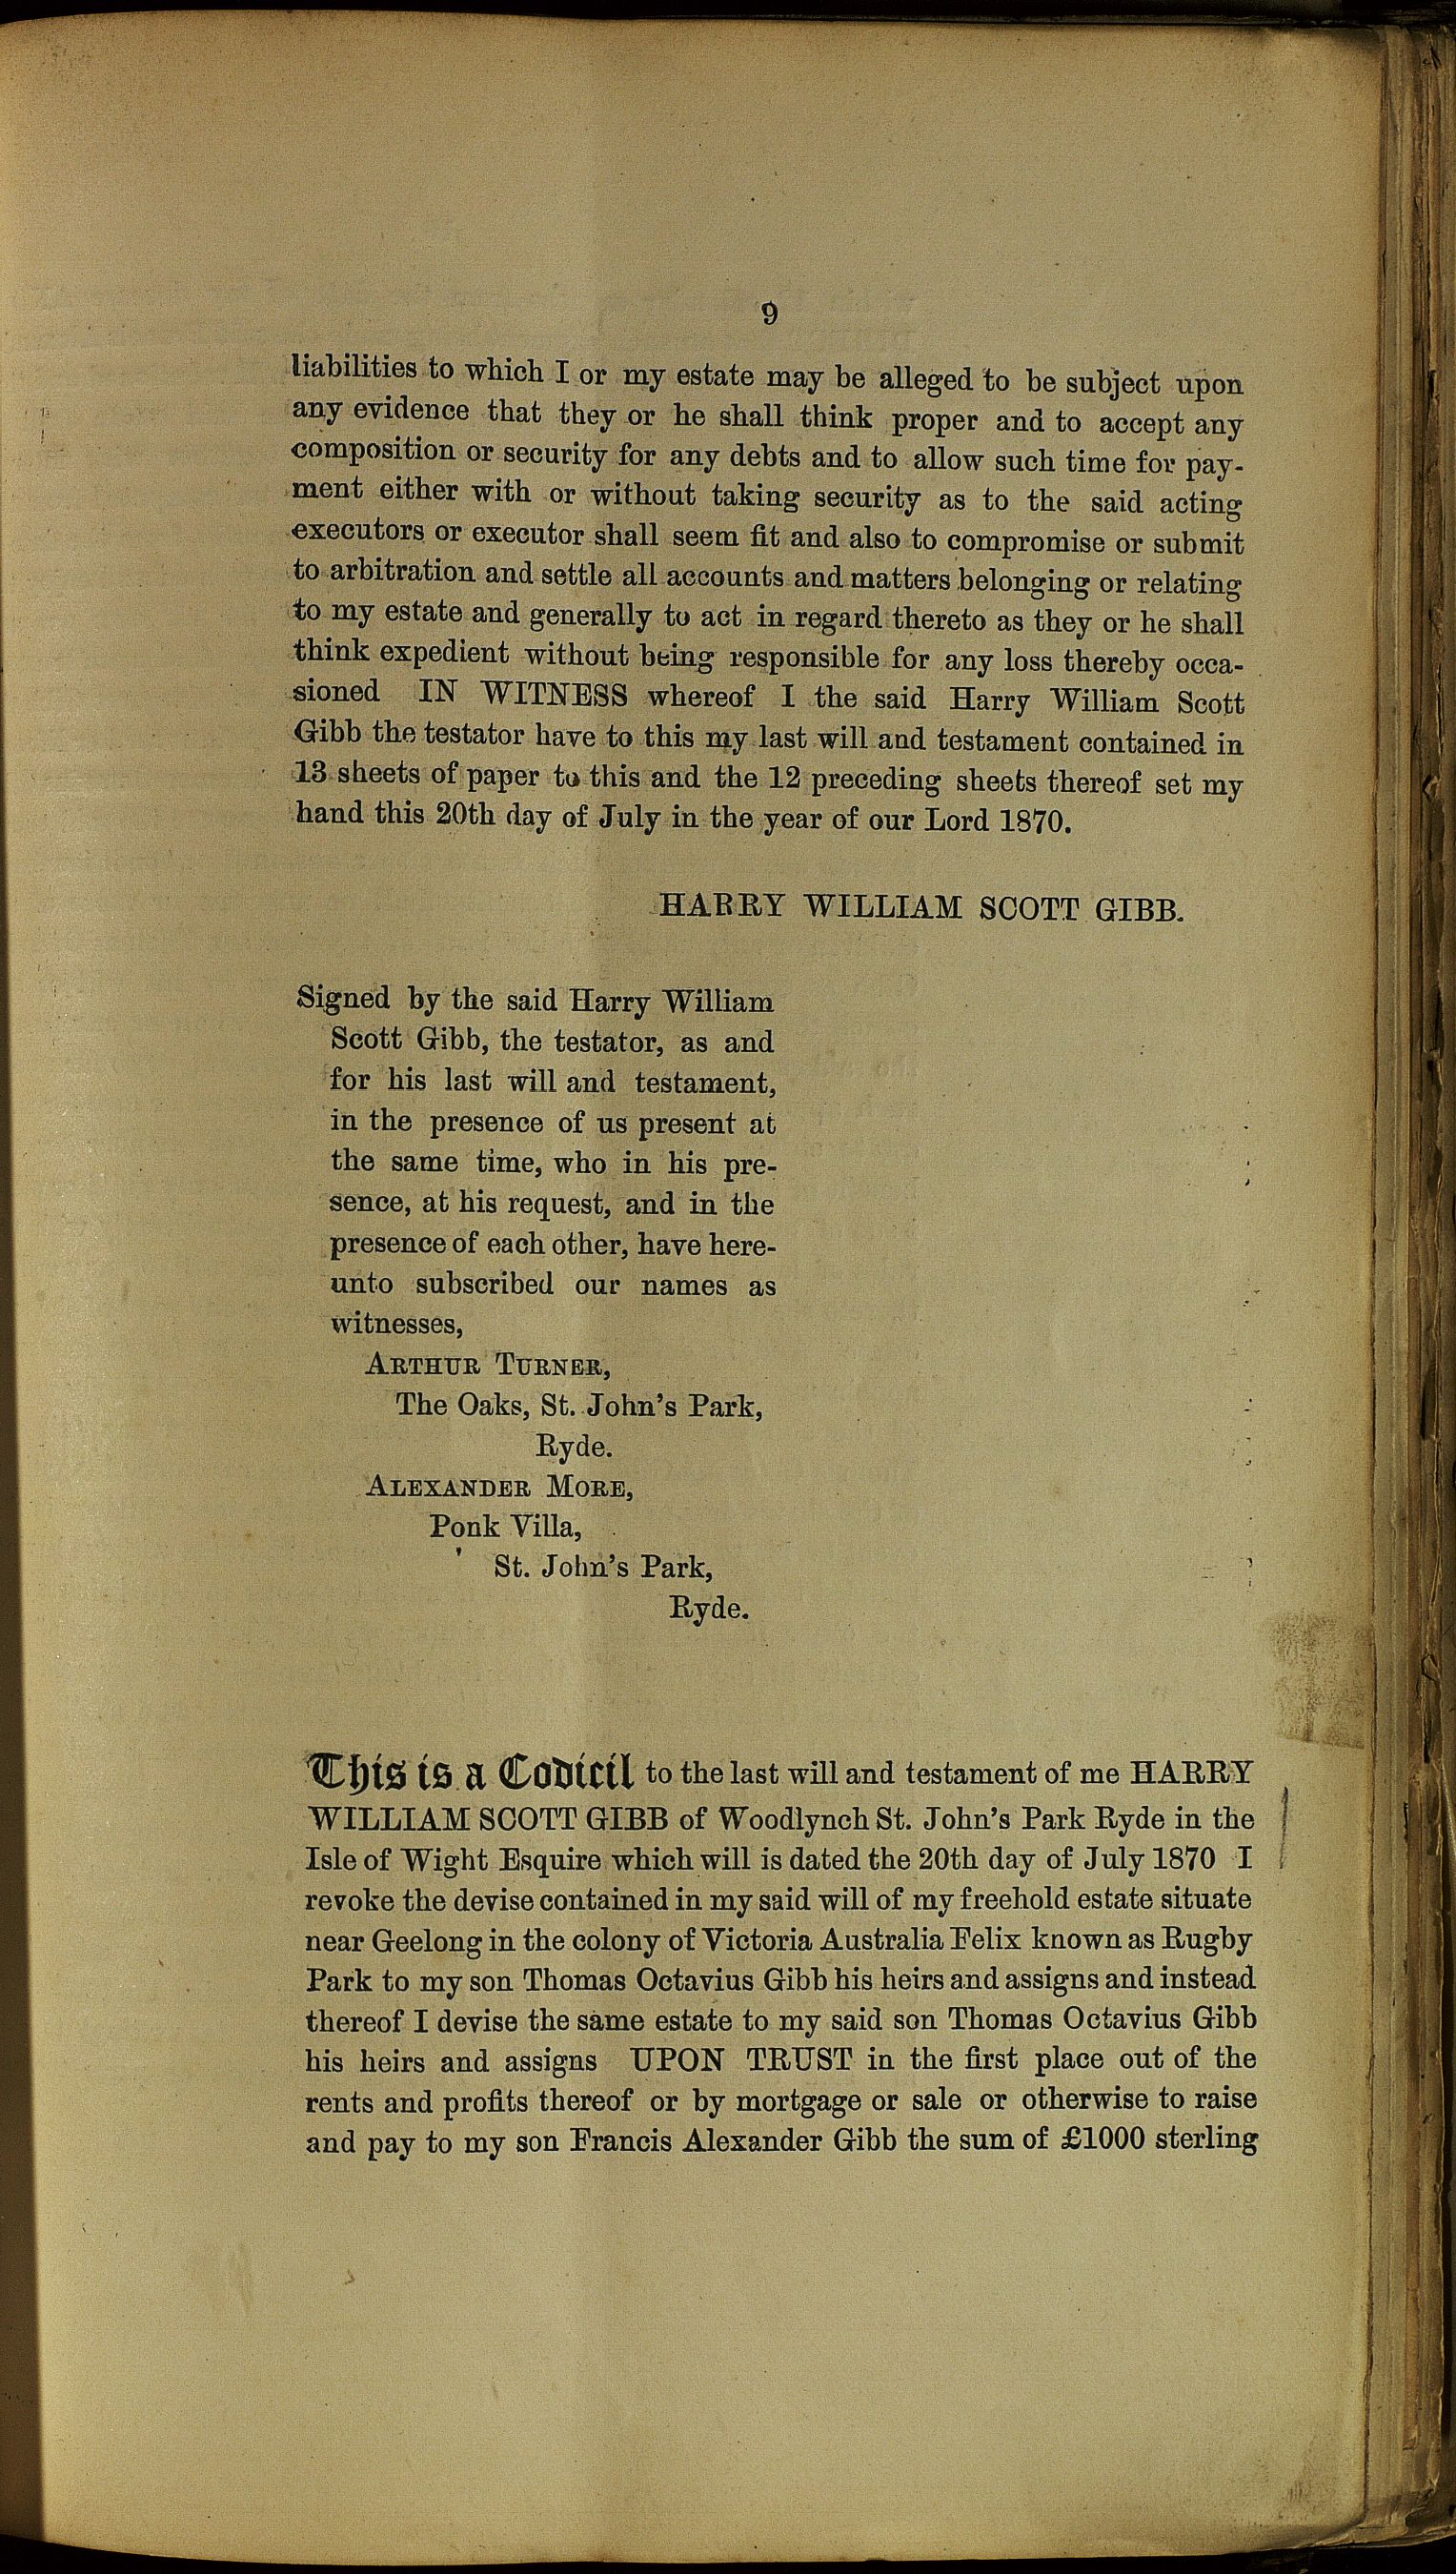 9
liabilities to which I or my estate may be alleged to be subject upon
any evidence that they or he shall think proper and to accept any
composition or security for any debts and to allow such time for pay-
ment either with or without taking security as to the said acting
executors or executor shall seem fit and also to compromise or submit
to arbitration and settle all accounts and matters belonging or relating
to my estate and generally to act in regard thereto as they or he shall
think expedient without being responsible for any loss thereby occa-
sioned IN WITNESS whereof I the said Harry William Scott
Gibb the testator have to this my last will and testament contained in
13 sheets of paper to this and the 12 preceding sheets thereof set my
hand this 20th day of July in the year of our Lord 1870.
HARRY WILLIAM SCOTT GIBB.
Signed by the said Harry William
Scott Gibb, the testator, as and
for his last will and testament,
in the presence of us present at
the same time, who in his pre-
sence, at his request, and in the
presence of each other, have here-
unto subscribed our names as
witnesses,
ARTHUR TURNER,
The Oaks, St. John's Park,
Ryde.
ALEXANDER MORE,
Ponk Villa,
St. John's Park,
Ryde.
This is a Codicil to the last will and testament of me HARRY
WILLIAM SCOTT GIBB of Woodlynch St. John's Park Ryde in the
Isle of Wight Esquire which will is dated the 20th day of July 1870 I
revoke the devise contained in my said will of my freehold estate situate
near Geelong in the colony of Victoria Australia Felix known as Rugby
Park to my son Thomas Octavius Gibb his heirs and assigns and instead
thereof I devise the same estate to my said son Thomas Octavius Gibb
his heirs and assigns UPON TRUST in the first place out of the
rents and profits thereof or by mortgage or sale or otherwise to raise
and pay to my son Francis Alexander Gibb the sum of £1000 sterling